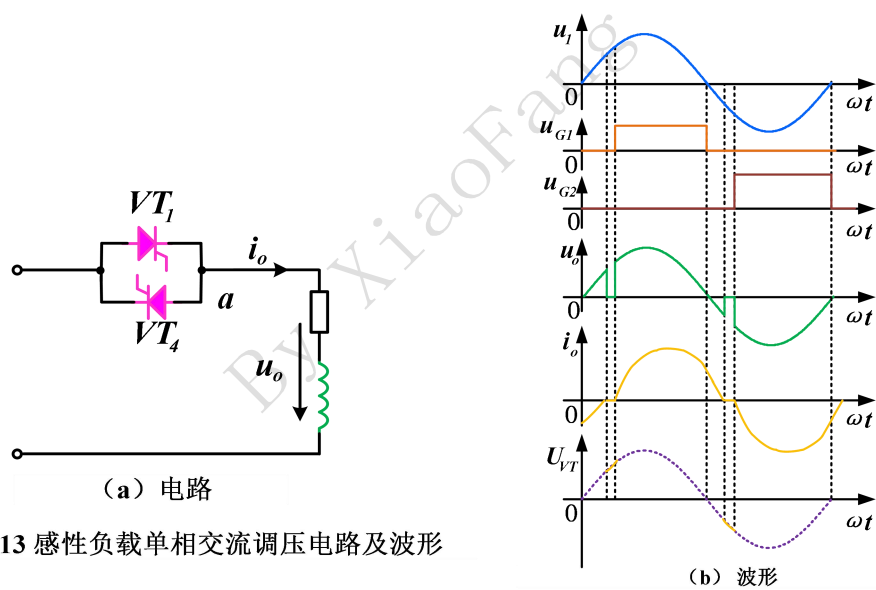 VT1
io
a
VT4
uo
（a）电路
13 感性负载单相交流调压电路及波形
u1
0
ωt
uG1
0
ωt
uG2
0
ωt
uo
0
ωt
io
0
ωt
UVT
0
ωt
（b）波形
By XiaoFang